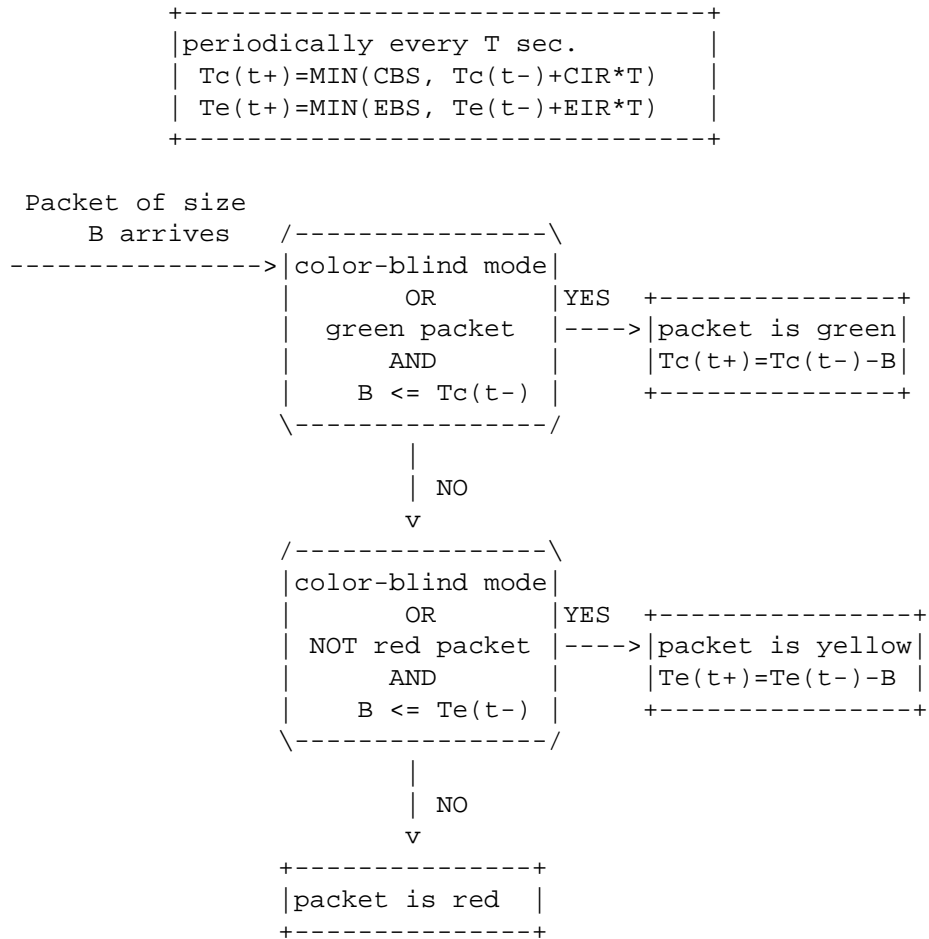 periodically every T sec.
Tc(t+)=MIN(CBS, Tc(t-)+CIR*T)
Te(t+)=MIN(EBS, Te(t-)+EIR*T)
Packet of size
B arrives
color-blind mode
OR
green packet
AND
B <= Tc(t-)
YES
packet is green
Tc(t+)=Tc(t-)-B
NO
color-blind mode
OR
NOT red packet
AND
B <= Te(t-)
YES
packet is yellow
Te(t+)=Te(t-)-B
NO
packet is red